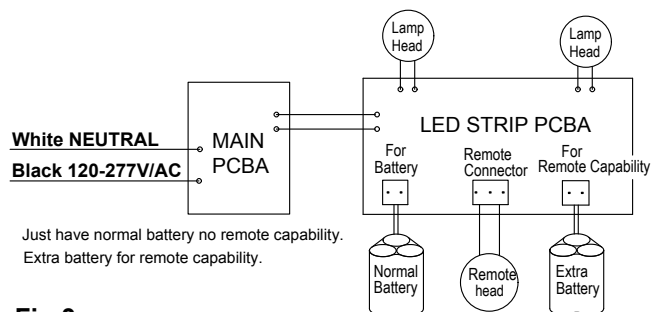 Lamp
Head
Lamp
Head
White NEUTRAL
Black 120-277V/AC
MAIN
PCBA
LED STRIP PCBA
For
Battery
Remote
Connector
For
Remote Capability
Just have normal battery no remote capability.
Extra battery for remote capability.
Normal
Battery
Remote
head
Extra
Battery